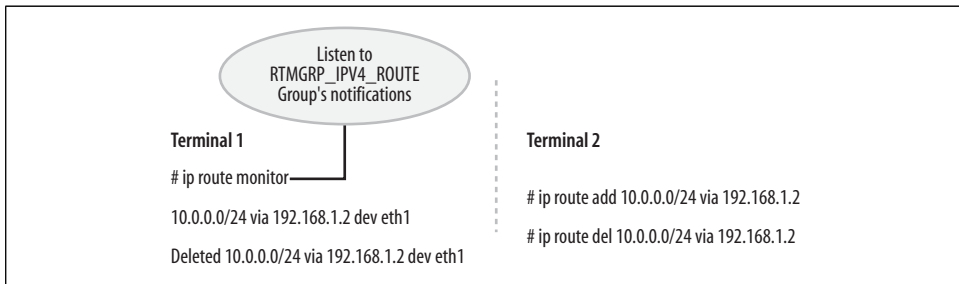 Listen to
RTMGRP_IPV4_ROUTE
Group's notifications
Terminal 1
# ip route monitor
10.0.0.0/24 via 192.168.1.2 dev eth1
Deleted 10.0.0.0/24 via 192.168.1.2 dev eth1
Terminal 2
# ip route add 10.0.0.0/24 via 192.168.1.2
# ip route del 10.0.0.0/24 via 192.168.1.2